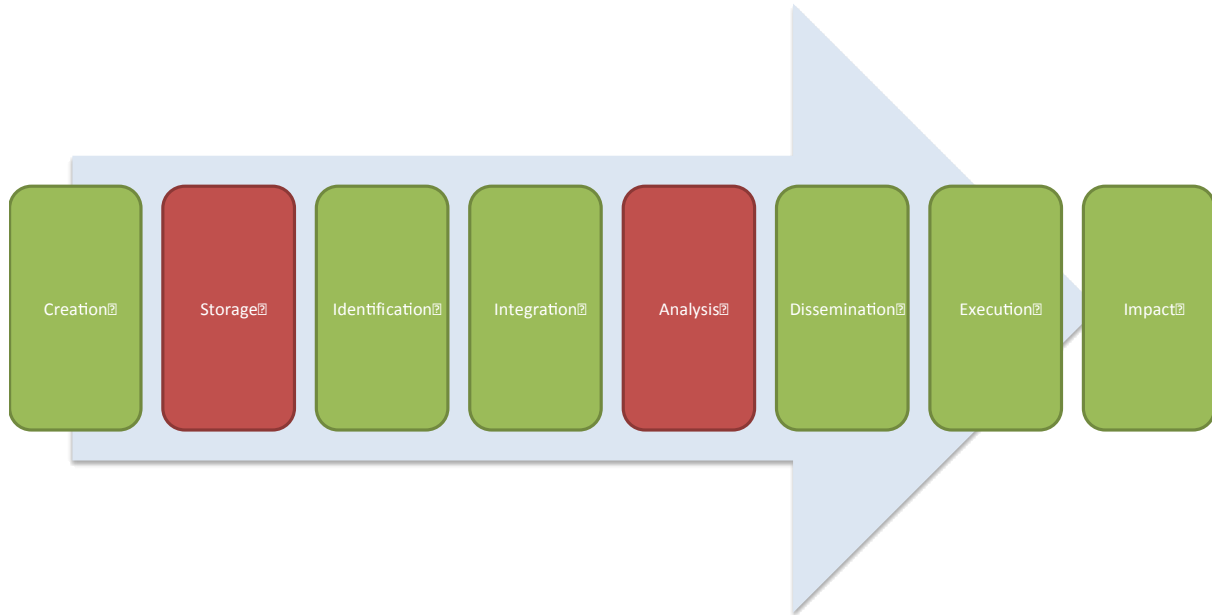 Creation
Storage
Identification
Integration
Analysis
Dissemination
Execution
Impact